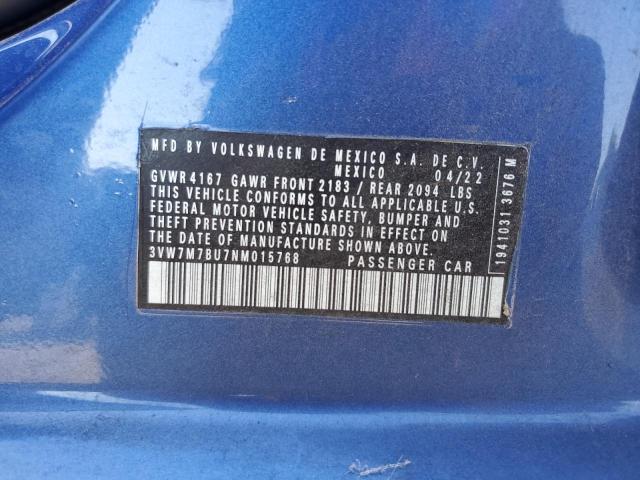 MFD BY VOLKSWAGEN DE MEXICO S.A. DE C.V.
MEXICO 04/22
GVWR 4167 GAWR FRONT 2183 / REAR 2094 LBS
THIS VEHICLE CONFORMS TO ALL APPLICABLE U.S.
FEDERAL MOTOR VEHICLE SAFETY, BUMPER AND
THEFT PREVENTION STANDARDS IN EFFECT ON
THE DATE OF MANUFACTURE SHOWN ABOVE.
3VW7M7BU7NM015768 PASSENGER CAR
1941031 3676 M